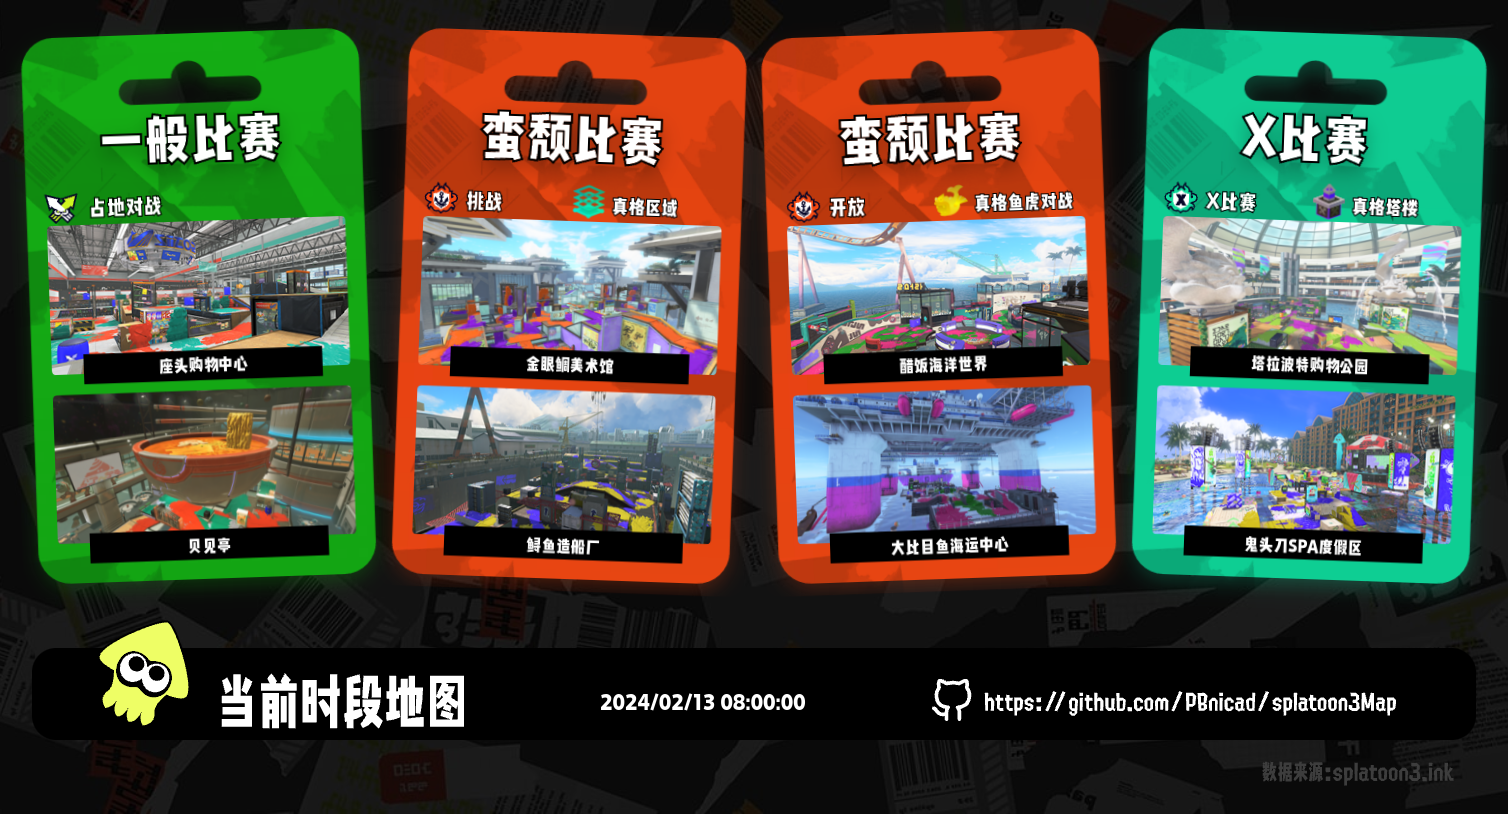 一般比赛
占地对战
座头购物中心
贝见亭
蛮颓比赛
挑战
真格区域
金眼鲷美术馆
鲟鱼造船厂
蛮颓比赛
开放
真格鱼虎对战
醋饭海洋世界
大比目鱼海运中心
X比赛
X比赛
真格塔楼
塔拉波特购物公园
鬼头刀SPA度假区
当前时段地图
2024/02/13 08:00:00
https://github.com/PBnicad/splatoon3Map
数据来源:splatoon3.ink